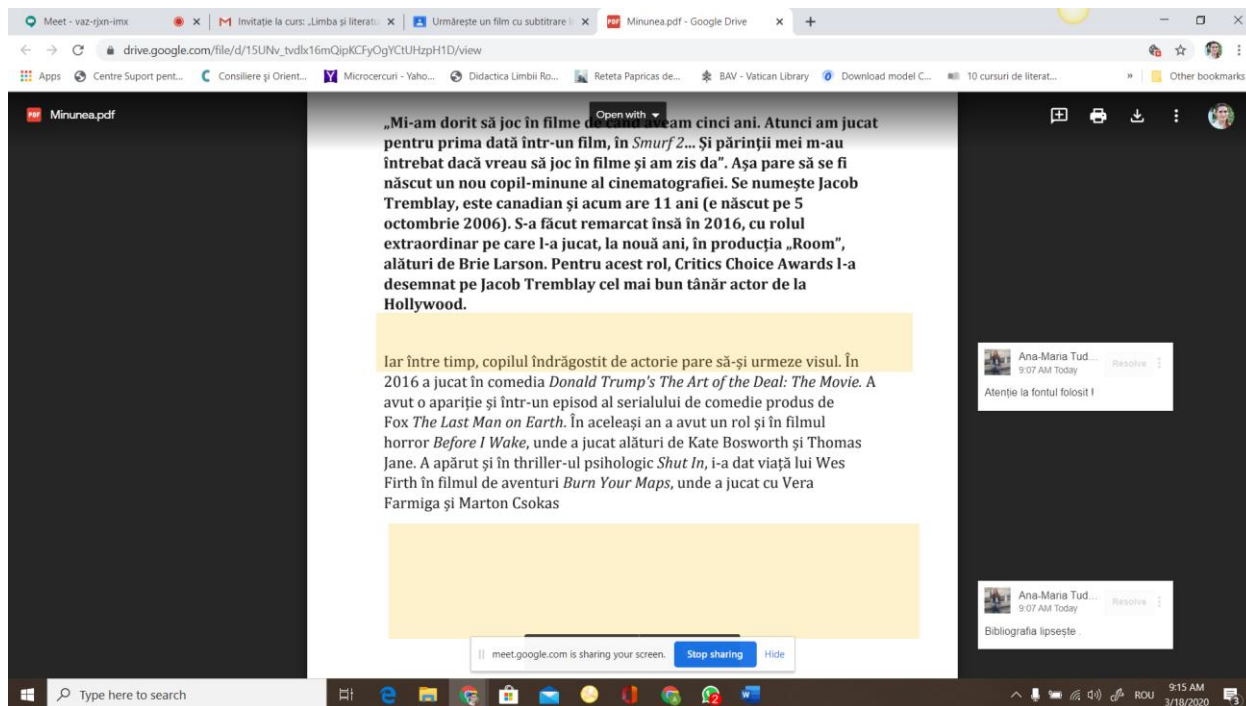 Meet - vaz-rjxn-imx
Invitație la curs: „Limba și literatu
Urmărește un film cu subtitrare î
Minunea.pdf - Google Drive
drive.google.com/file/d/15UNv_tvdlx16mQipKCFyOgYCtUHzpH1D/view
Apps
Centre Suport pent...
Consiliere și Orient...
Microcercuri - Yaho...
Didactica Limbii Ro...
Reteta Papricas de...
BAV - Vatican Library
Download model C...
10 cursuri de literat...
»
Other bookmarks
PDF Minunea.pdf
Open with
„Mi-am dorit să joc în filme de când aveam cinci ani. Atunci am jucat
pentru prima dată într-un film, în Smurf 2... Și părinții mei m-au
întrebat dacă vreau să joc în filme și am zis da”. Așa pare să se fi
născut un nou copil-minune al cinematografiei. Se numește Jacob
Tremblay, este canadian și acum are 11 ani (e născut pe 5
octombrie 2006). S-a făcut remarcat însă în 2016, cu rolul
extraordinar pe care l-a jucat, la nouă ani, în producția „Room”,
alături de Brie Larson. Pentru acest rol, Critics Choice Awards l-a
desemnat pe Jacob Tremblay cel mai bun tânăr actor de la
Hollywood.
Iar între timp, copilul îndrăgostit de actorie pare să-și urmeze visul. În
2016 a jucat în comedia Donald Trump's The Art of the Deal: The Movie. A
avut o apariție și într-un episod al serialului de comedie produs de
Fox The Last Man on Earth. În aceleași an a avut un rol și în filmul
horror Before I Wake, unde a jucat alături de Kate Bosworth și Thomas
Jane. A apărut și în thriller-ul psihologic Shut In, i-a dat viață lui Wes
Firth în filmul de aventuri Burn Your Maps, unde a jucat cu Vera
Farmiga și Marton Csokas
Ana-Maria Tud...
9:07 AM Today
Resolve
Atenție la fontul folosit !
Ana-Maria Tud...
9:07 AM Today
Resolve
Bibliografia lipsește .
meet.google.com is sharing your screen.
Stop sharing
Hide
Type here to search
2
ROU
9:15 AM
3/18/2020
3